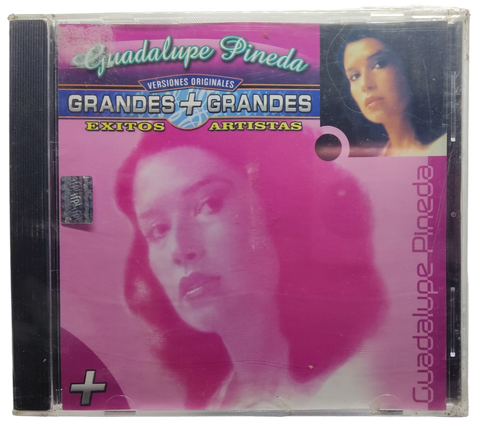 Guadalupe Pineda
VERSIONES ORIGINALES
GRANDES + GRANDES
EXITOS ARTISTAS
Guadalupe Pineda
+